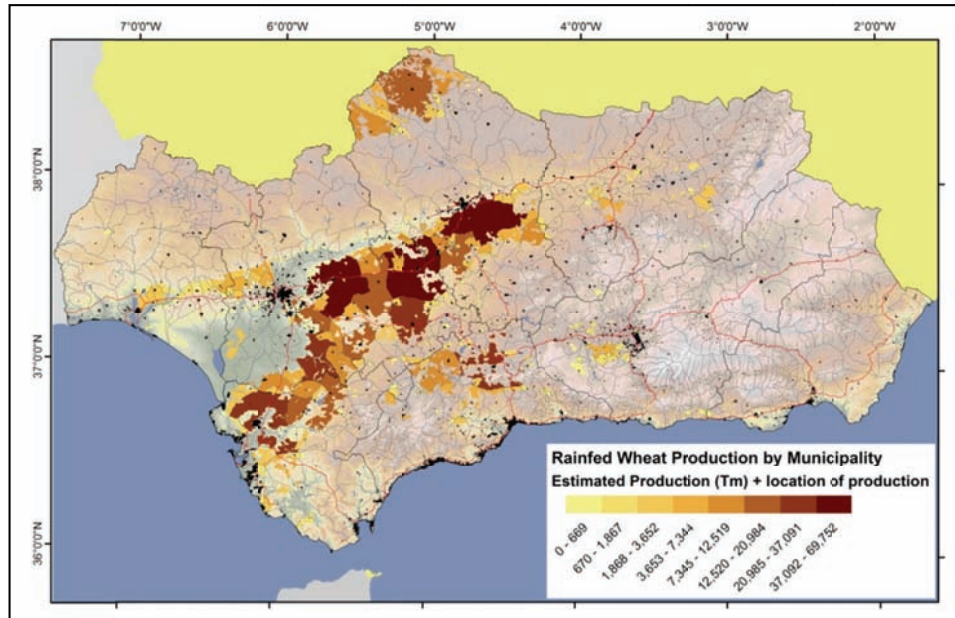 7°0'0"W 6°0'0"W 5°0'0"W 4°0'0"W 3°0'0"W 2°0'0"W
38°0'0"N
37°0'0"N
36°0'0"N
Rainfed Wheat Production by Municipality
Estimated Production (Tm) + location of production
0 - 669
670 - 1,867
1,868 - 3,652
3,653 - 7,344
7,345 - 12,519
12,520 - 20,984
20,985 - 37,091
37,092 - 69,752